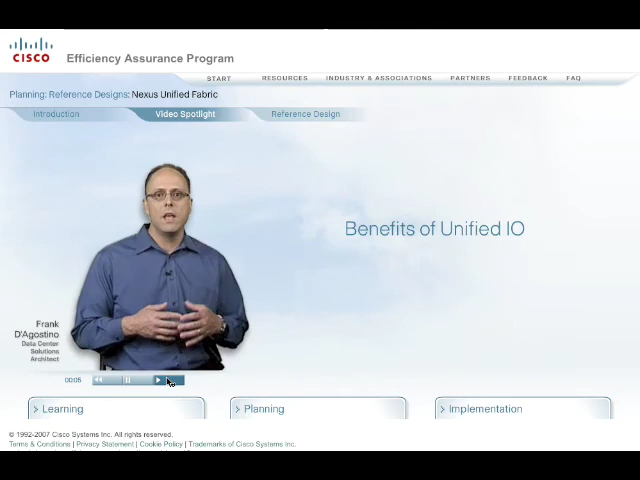 CISCO
Efficiency Assurance Program
START RESOURCES INDUSTRY & ASSOCIATIONS PARTNERS FEEDBACK FAQ
Planning: Reference Designs: Nexus Unified Fabric
Introduction Video Spotlight Reference Design
Benefits of Unified IO
Frank
D'Agostino
Data Center
Solutions
Architect
00:05
> Learning > Planning > Implementation
© 1992-2007 Cisco Systems Inc. All rights reserved.
Terms & Conditions | Privacy Statement | Cookie Policy | Trademarks of Cisco Systems Inc.